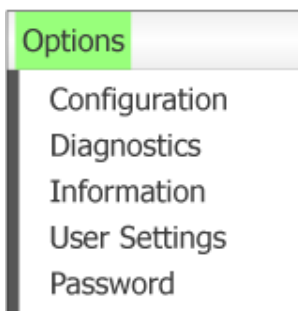 Options
Configuration
Diagnostics
Information
User Settings
Password